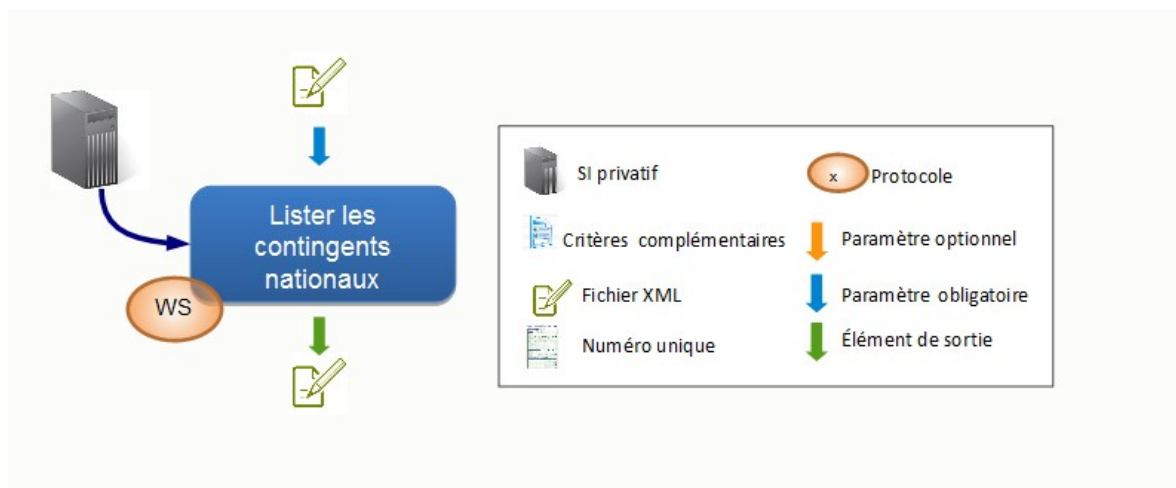 Lister les
contingents
nationaux
WS
SI privatif
x
Protocole
Critères complémentaires
Paramètre optionnel
Fichier XML
Paramètre obligatoire
Numéro unique
Élément de sortie